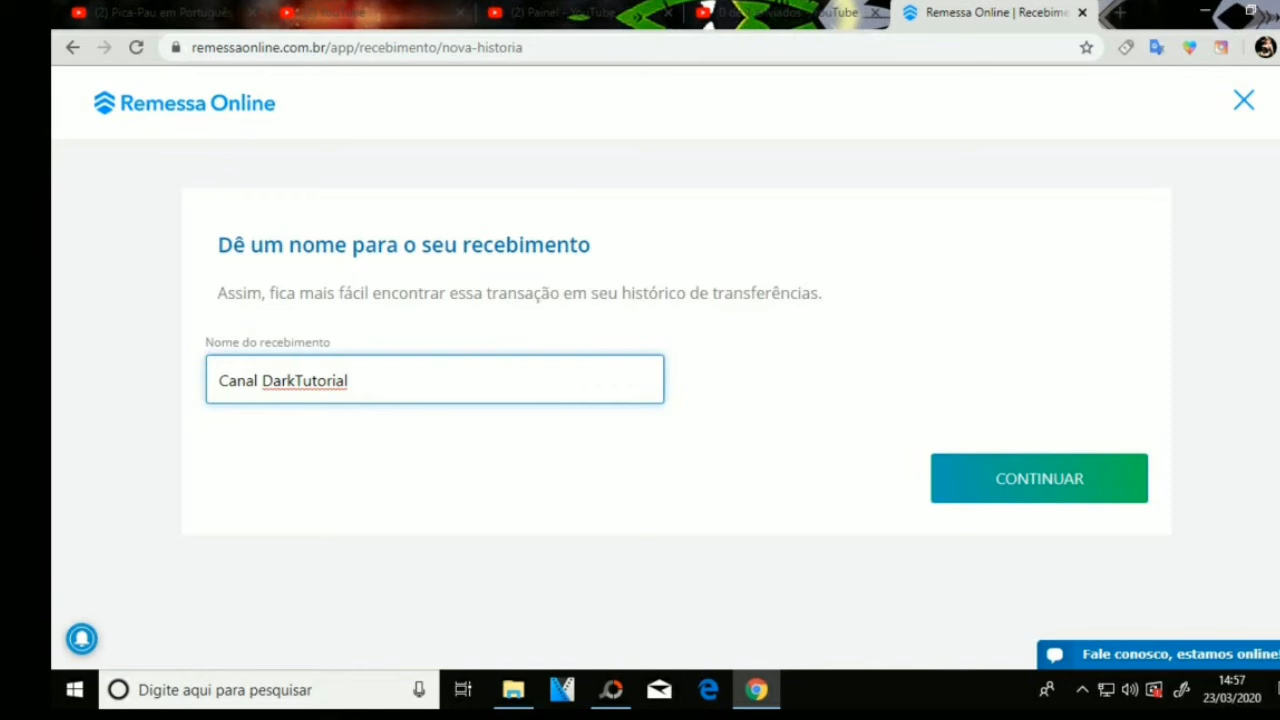 (2) Pica-Pau em Português
(2) YouTube
(2) Painel - YouTube
YouTube
Remessa Online | Recebime
remessaonline.com.br/app/recebimento/nova-historia
Remessa Online
Dê um nome para o seu recebimento
Assim, fica mais fácil encontrar essa transação em seu histórico de transferências.
Nome do recebimento
Canal DarkTutorial
CONTINUAR
Fale conosco, estamos online!
Digite aqui para pesquisar
14:57
23/03/2020